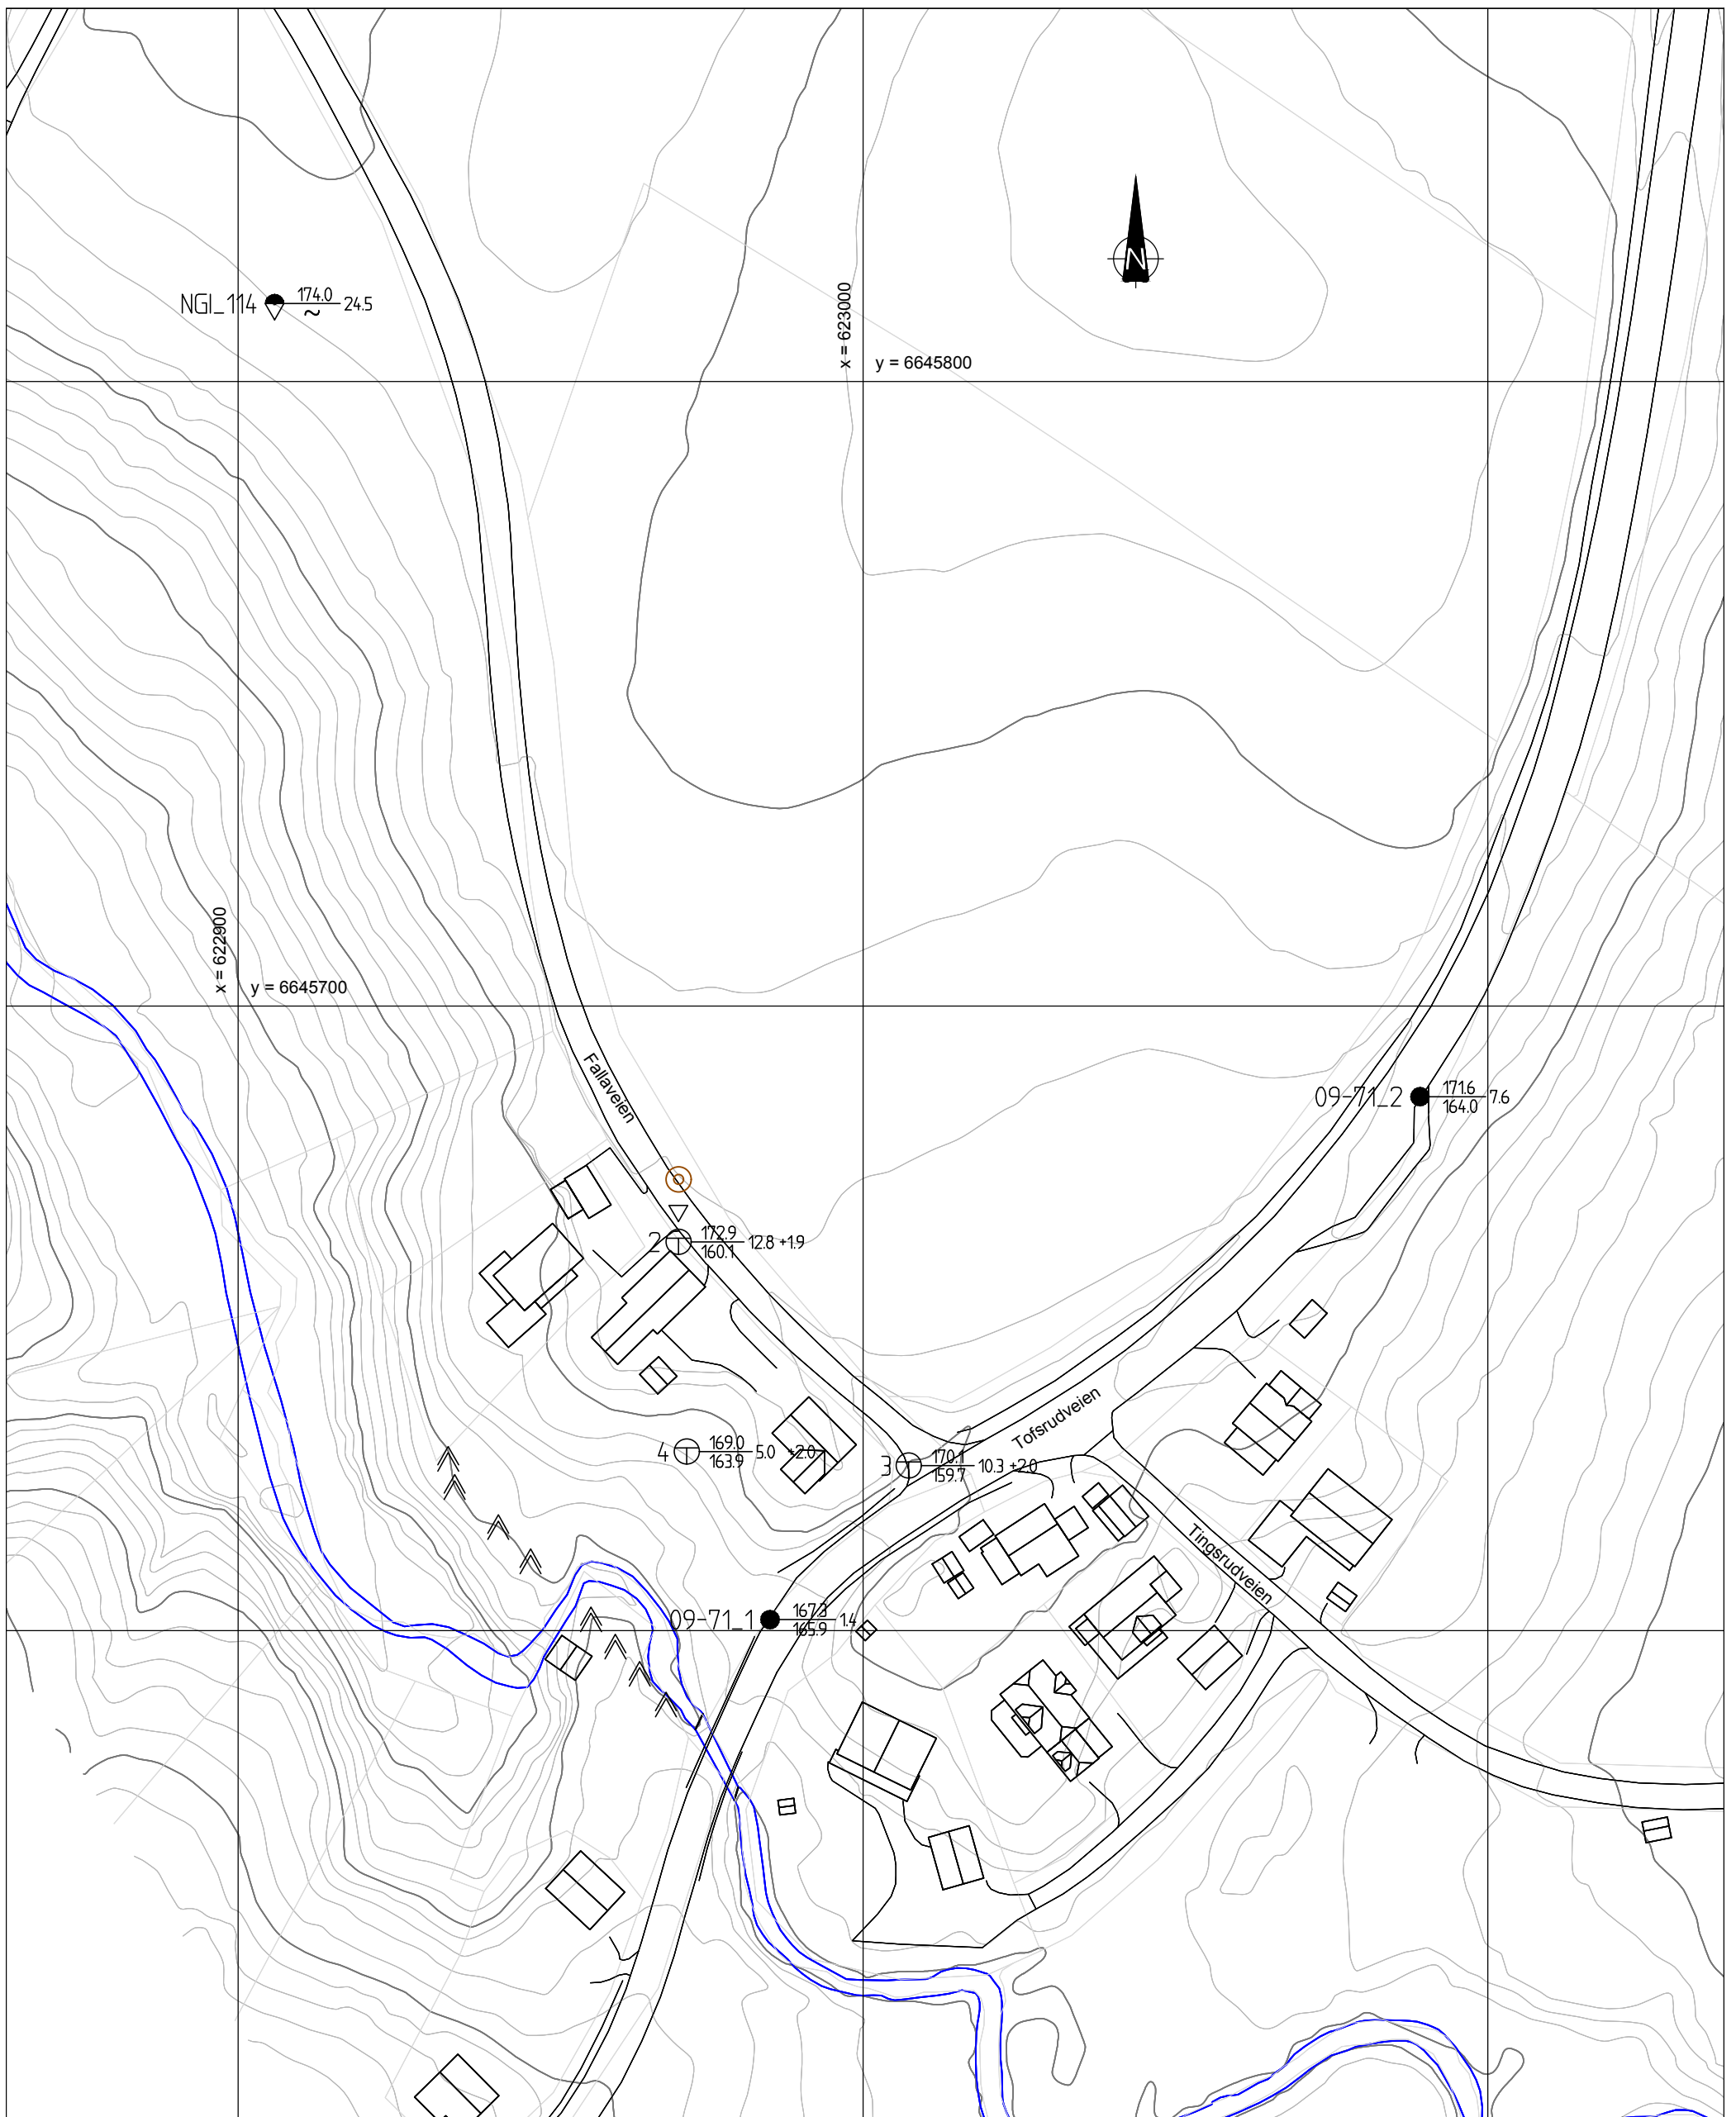 N
NGI_114 174.0 ~ 24.5
x = 623000
y = 6645800
x = 622900
y = 6645700
Fallaveien
09-71_2 171.6 164.0 7.6
2 172.9 160.1 12.8 +1.9
Tofsrudveien
4 169.0 163.9 5.0 +2.0
3 170.1 159.7 10.3 +2.0
Tingsrudveien
09-71_1 167.3 165.9 1.4